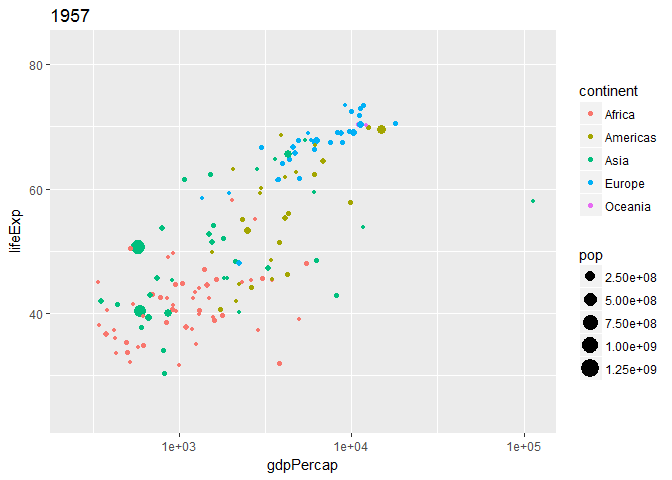 1957
80
60
40
lifeExp
1e+03 1e+04 1e+05
gdpPercap
continent
Africa
Americas
Asia
Europe
Oceania
pop
2.50e+08
5.00e+08
7.50e+08
1.00e+09
1.25e+09